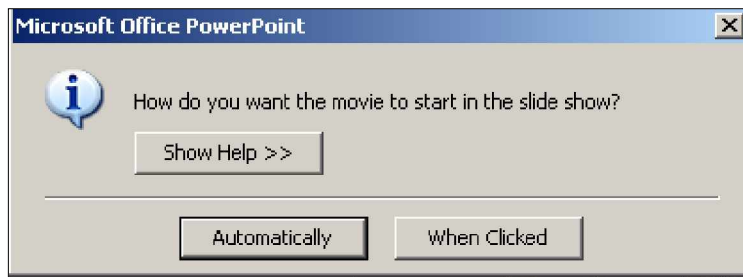 Microsoft Office PowerPoint
How do you want the movie to start in the slide show?
Show Help >>
Automatically
When Clicked